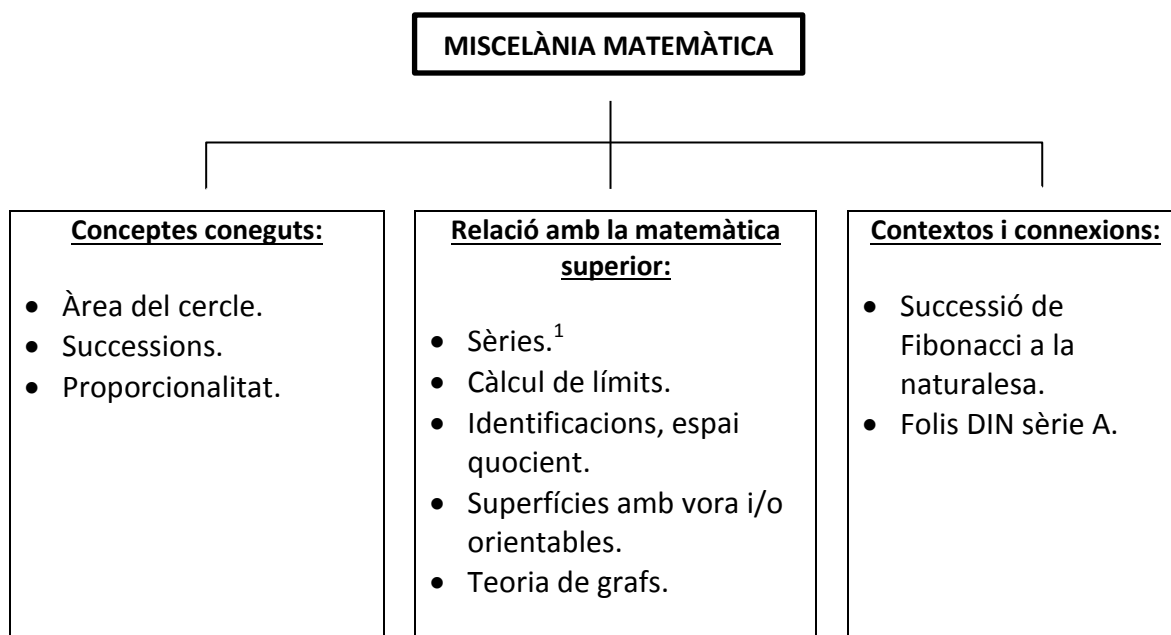 MISCELÀNIA MATEMÀTICA
Conceptes coneguts:
• Àrea del cercle.
• Successions.
• Proporcionalitat.
Relació amb la matemàtica
superior:
• Sèries.¹
• Càlcul de límits.
• Identificacions, espai
quocient.
• Superfícies amb vora i/o
orientables.
• Teoria de grafs.
Contextos i connexions:
• Successió de
Fibonacci a la
naturalesa.
• Folis DIN sèrie A.